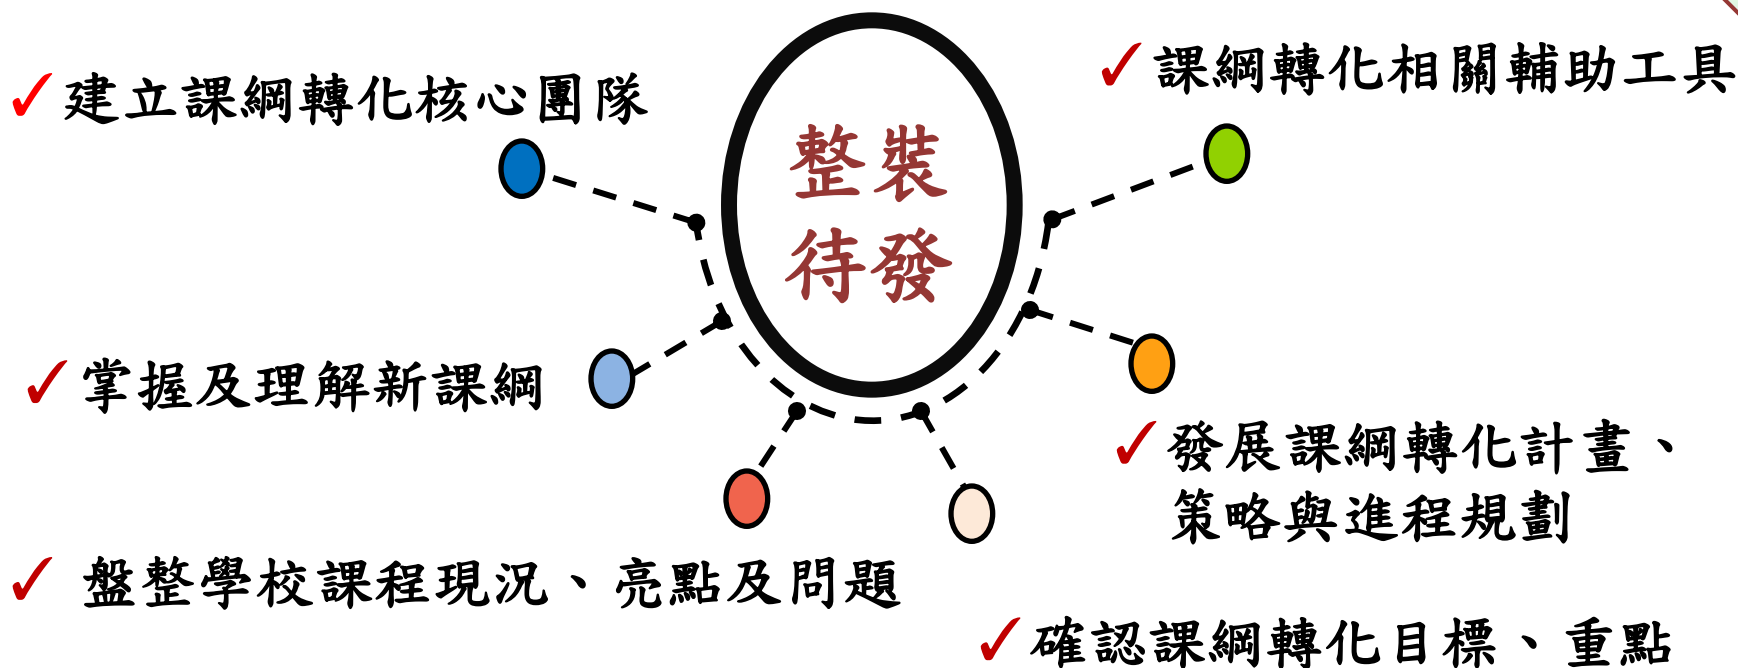 ✓建立課綱轉化核心團隊
✓課綱轉化相關輔助工具
整裝
待發
✓掌握及理解新課綱
✓發展課綱轉化計畫、
策略與進程規劃
✓ 盤整學校課程現況、亮點及問題
✓確認課綱轉化目標、重點